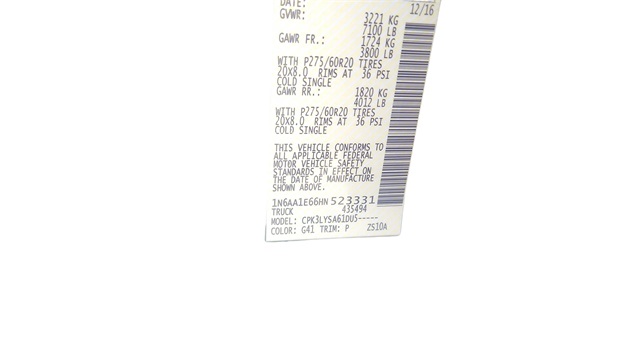 DATE: 12/16
GVWR: 3221 KG
7100 LB
GAWR FR.: 1724 KG
3800 LB
WITH P275/60R20 TIRES
20X8.0 RIMS AT 36 PSI
COLD SINGLE
GAWR RR.: 1820 KG
4012 LB
WITH P275/60R20 TIRES
20X8.0 RIMS AT 36 PSI
COLD SINGLE
THIS VEHICLE CONFORMS TO
ALL APPLICABLE FEDERAL
MOTOR VEHICLE SAFETY
STANDARDS IN EFFECT ON
THE DATE OF MANUFACTURE
SHOWN ABOVE.
1N6AA1E66HN523331
TRUCK 435494
MODEL: CPK3LYSA61DUS-----
COLOR: G41 TRIM: P ZS10A